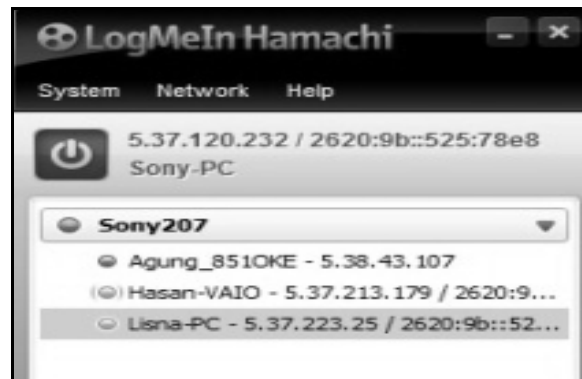 LogMeIn Hamachi
System Network Help
5.37.120.232 / 2620:9b::525:78e8
Sony-PC
Sony207
Agung_851OKE - 5.38.43.107
Hasan-VAIO - 5.37.213.179 / 2620:9...
Lisna-PC - 5.37.223.25 / 2620:9b::52...